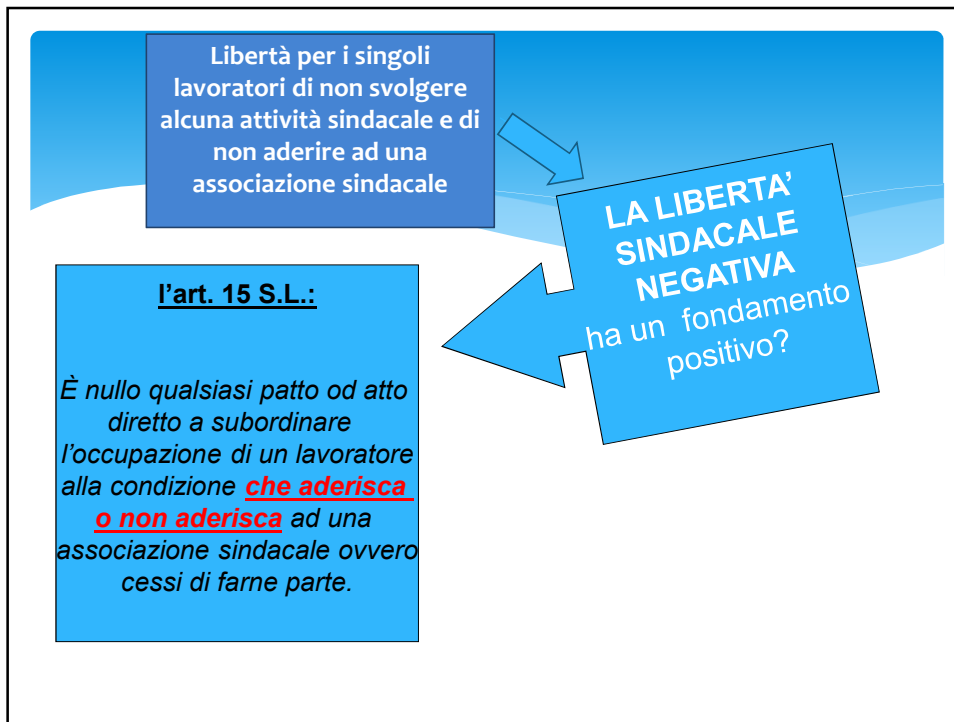 Libertà per i singoli
lavoratori di non svolgere
alcuna attività sindacale e di
non aderire ad una
associazione sindacale
LA LIBERTA’
SINDACALE
NEGATIVA
ha un fondamento
positivo?
l’art. 15 S.L.:
È nullo qualsiasi patto od atto
diretto a subordinare
l’occupazione di un lavoratore
alla condizione che aderisca
o non aderisca ad una
associazione sindacale ovvero
cessi di farne parte.